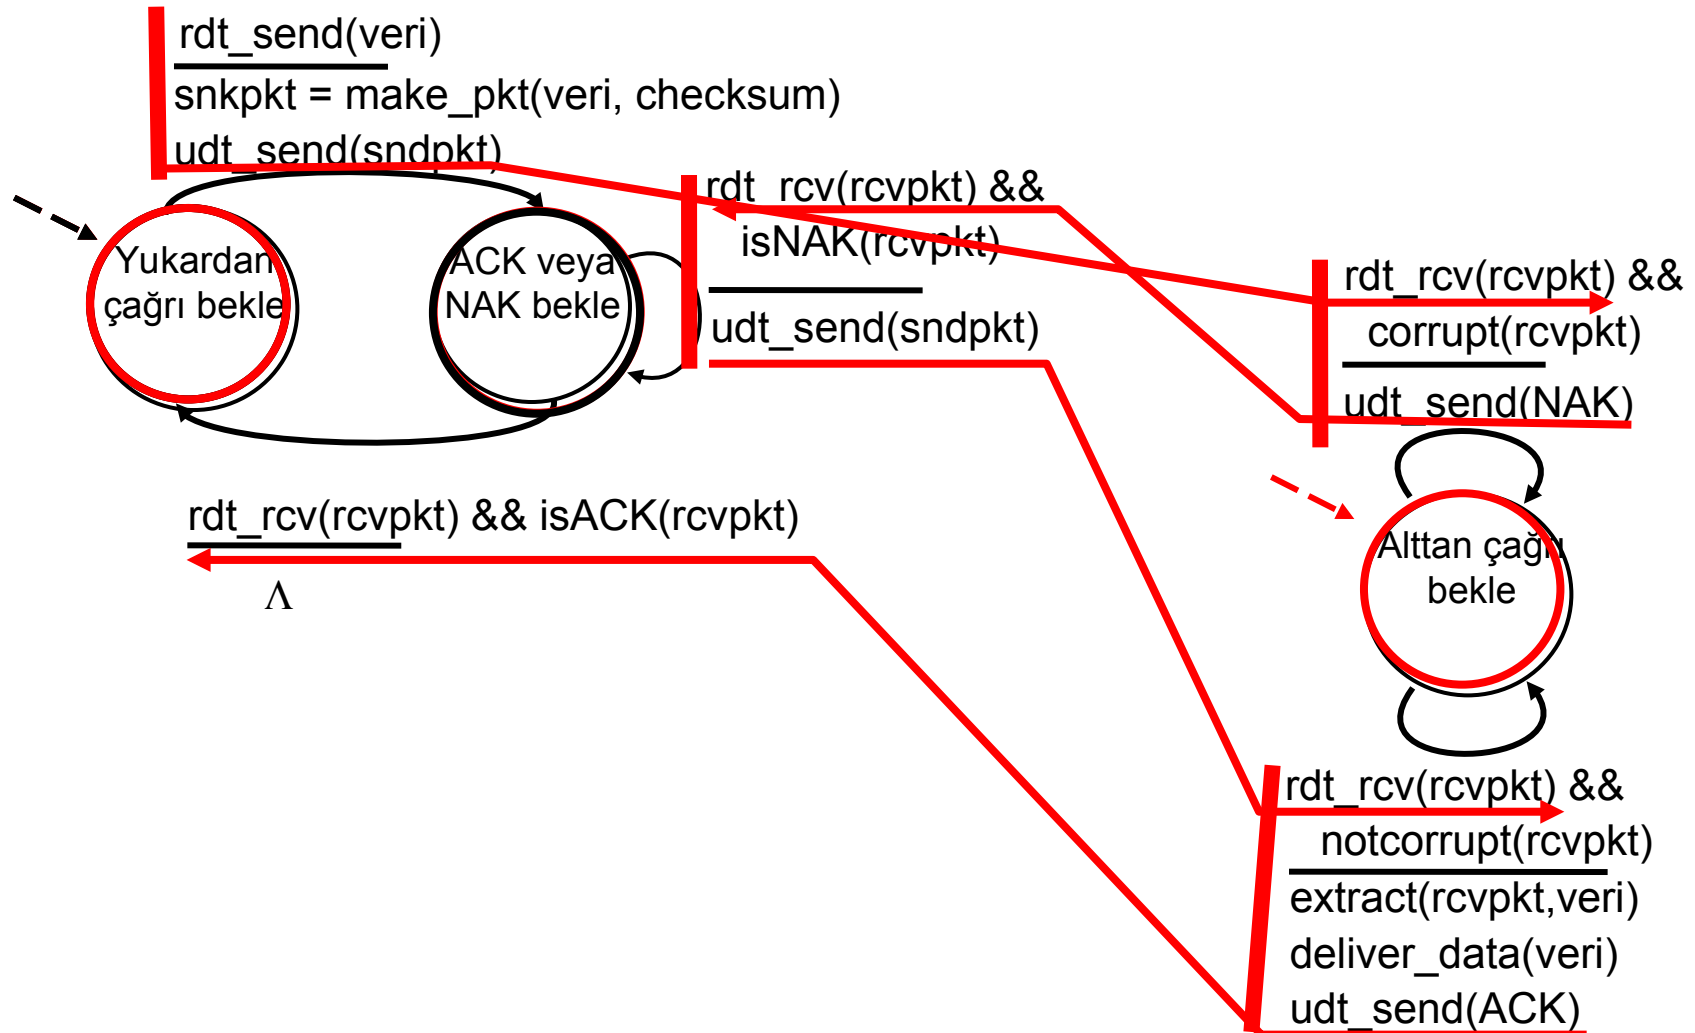 rdt_send(veri)
snkpkt = make_pkt(veri, checksum)
udt_send(sndpkt)
Yukardan
çağrı bekle
ACK veya
NAK bekle
rdt_rcv(rcvpkt) &&
isNAK(rcvpkt)
udt_send(sndpkt)
rdt_rcv(rcvpkt) && isACK(rcvpkt)
Λ
rdt_rcv(rcvpkt) &&
corrupt(rcvpkt)
udt_send(NAK)
Alttan çağrı
bekle
rdt_rcv(rcvpkt) &&
notcorrupt(rcvpkt)
extract(rcvpkt,veri)
deliver_data(veri)
udt_send(ACK)